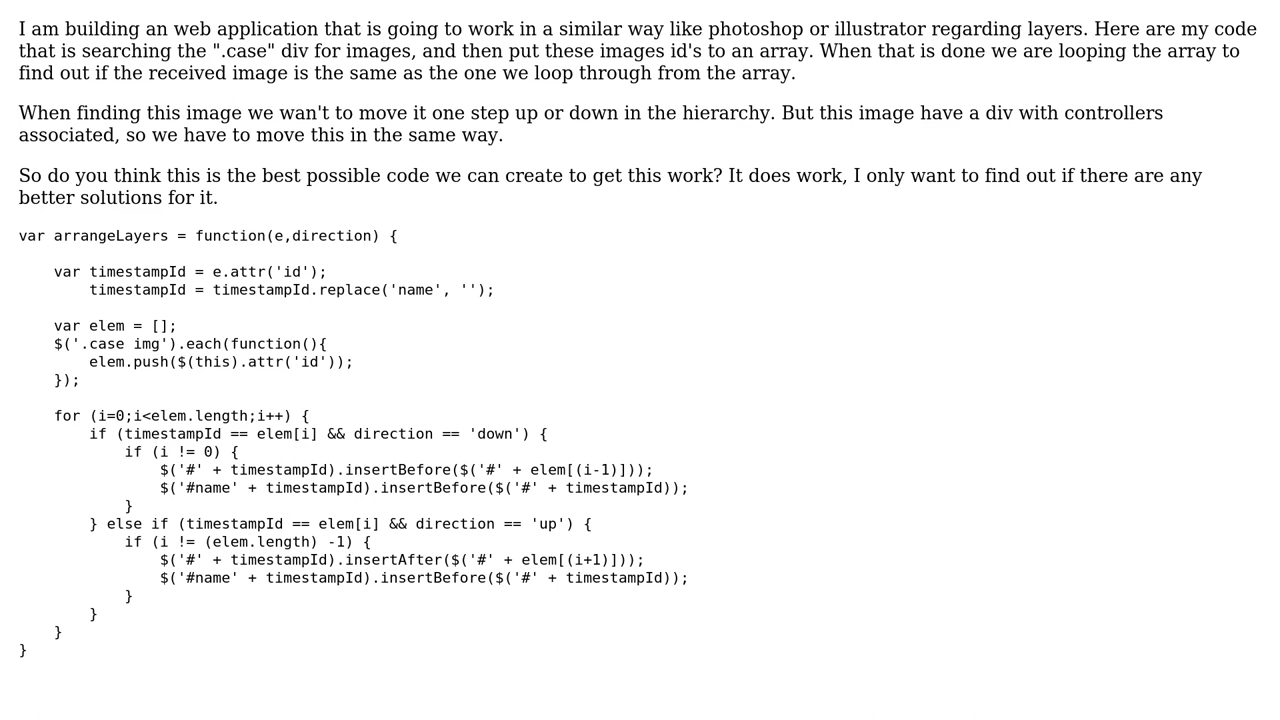 I am building an web application that is going to work in a similar way like photoshop or illustrator regarding layers. Here are my code
that is searching the ".case" div for images, and then put these images id's to an array. When that is done we are looping the array to
find out if the received image is the same as the one we loop through from the array.
When finding this image we wan't to move it one step up or down in the hierarchy. But this image have a div with controllers
associated, so we have to move this in the same way.
So do you think this is the best possible code we can create to get this work? It does work, I only want to find out if there are any
better solutions for it.
var arrangeLayers = function(e,direction) {
    var timestampId = e.attr('id');
        timestampId = timestampId.replace('name', '');
    var elem = [];
    $('.case img').each(function(){
        elem.push($(this).attr('id'));
    });
    for (i=0;i<elem.length;i++) {
        if (timestampId == elem[i] && direction == 'down') {
            if (i != 0) {
                $('#' + timestampId).insertBefore($('#' + elem[(i-1)]));
                $('#name' + timestampId).insertBefore($('#' + timestampId));
            }
        } else if (timestampId == elem[i] && direction == 'up') {
            if (i != (elem.length) -1) {
                $('#' + timestampId).insertAfter($('#' + elem[(i+1)]));
                $('#name' + timestampId).insertBefore($('#' + timestampId));
            }
        }
    }
}